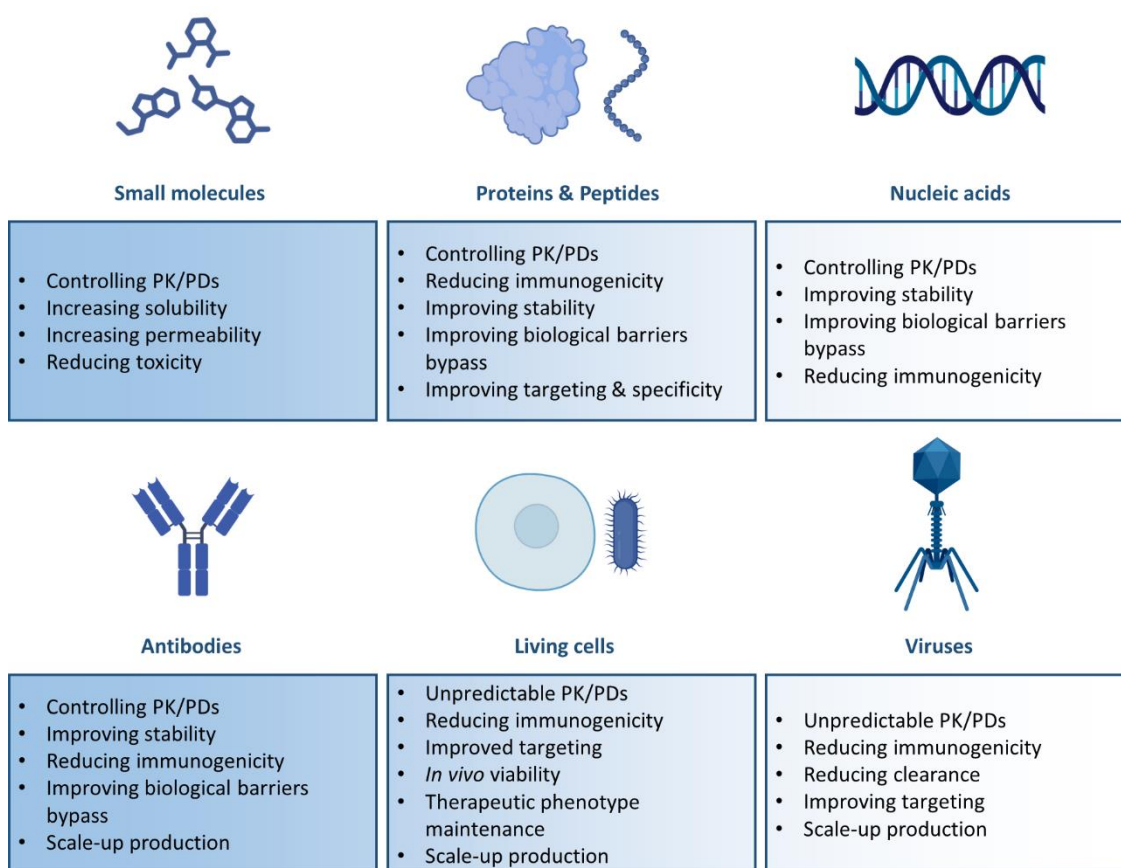 Small molecules
• Controlling PK/PDs
• Increasing solubility
• Increasing permeability
• Reducing toxicity
Proteins & Peptides
• Controlling PK/PDs
• Reducing immunogenicity
• Improving stability
• Improving biological barriers
bypass
• Improving targeting & specificity
Nucleic acids
• Controlling PK/PDs
• Improving stability
• Improving biological barriers
bypass
• Reducing immunogenicity
Antibodies
• Controlling PK/PDs
• Improving stability
• Reducing immunogenicity
• Improving biological barriers
bypass
• Scale-up production
Living cells
• Unpredictable PK/PDs
• Reducing immunogenicity
• Improved targeting
• In vivo viability
• Therapeutic phenotype
maintenance
• Scale-up production
Viruses
• Unpredictable PK/PDs
• Reducing immunogenicity
• Reducing clearance
• Improving targeting
• Scale-up production